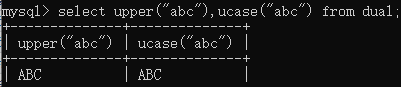 mysql> select upper("abc"),ucase("abc") from dual;
+--------------+--------------+
| upper("abc") | ucase("abc") |
+--------------+--------------+
| ABC          | ABC          |